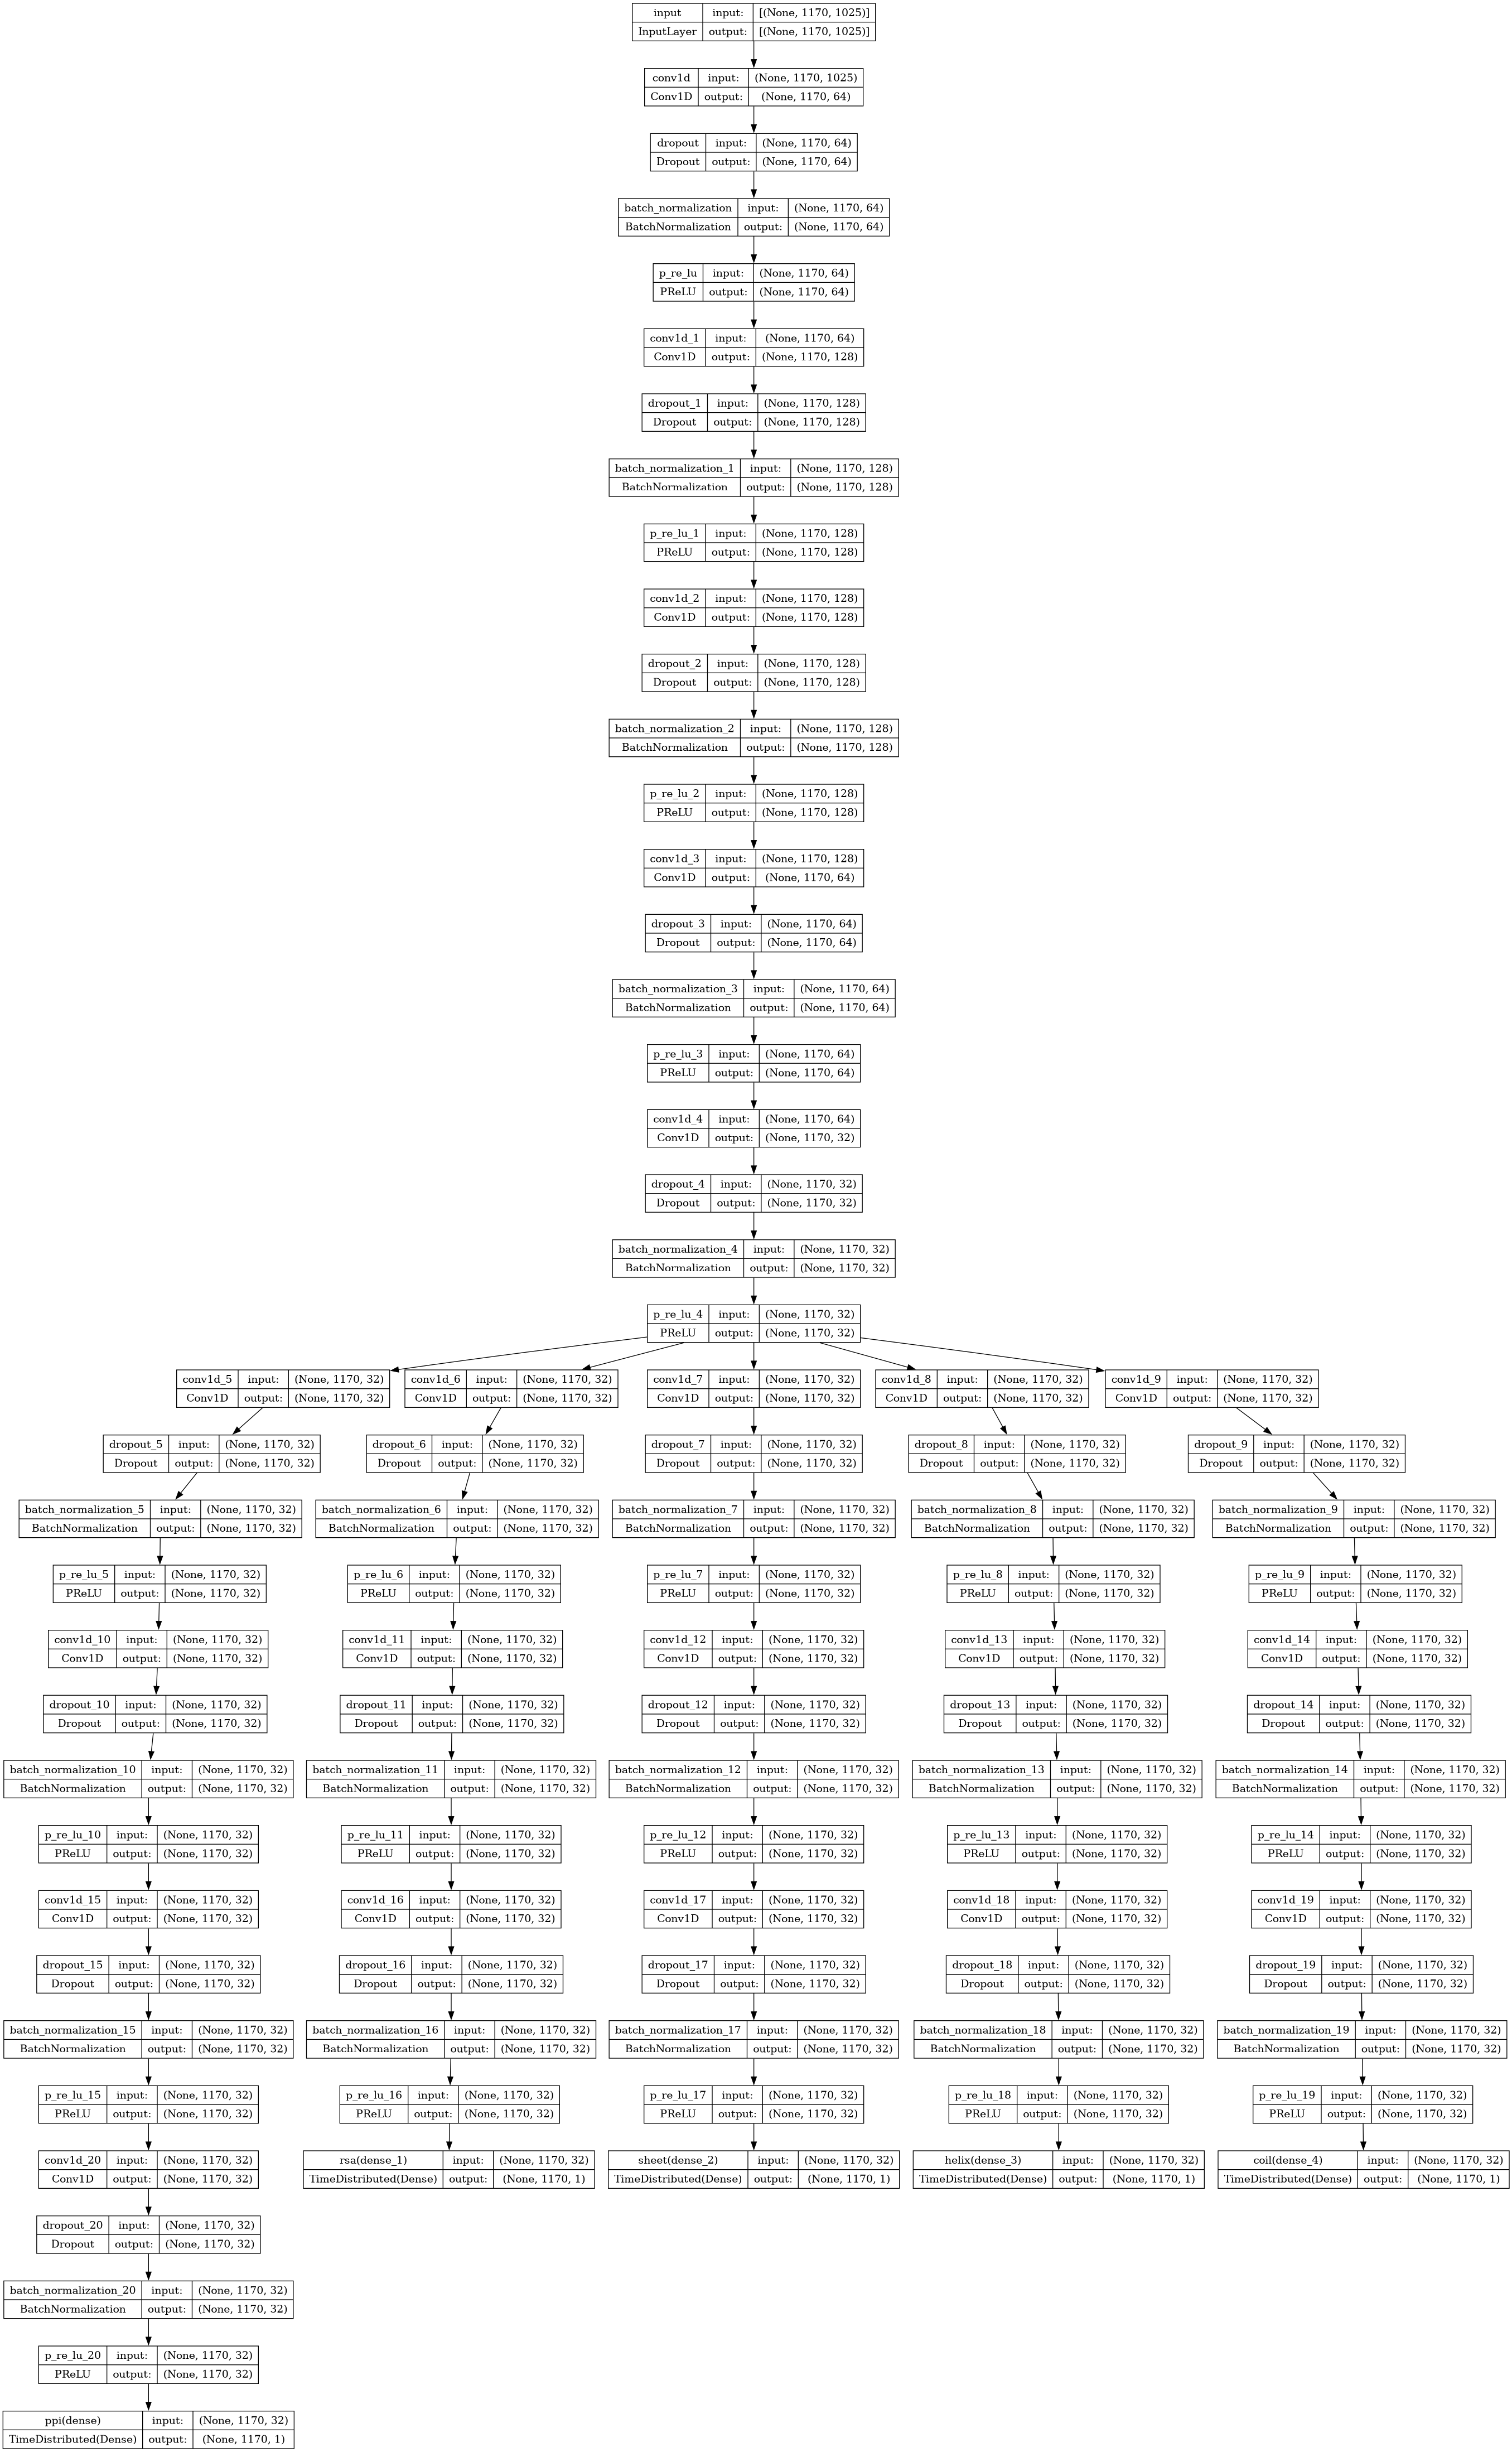 input input: [(None, 1170, 1025)]
InputLayer output: [(None, 1170, 1025)]
conv1d input: (None, 1170, 1025)
Conv1D output: (None, 1170, 64)
dropout input: (None, 1170, 64)
Dropout output: (None, 1170, 64)
batch_normalization input: (None, 1170, 64)
BatchNormalization output: (None, 1170, 64)
p_re_lu input: (None, 1170, 64)
PReLU output: (None, 1170, 64)
conv1d_1 input: (None, 1170, 64)
Conv1D output: (None, 1170, 128)
dropout_1 input: (None, 1170, 128)
Dropout output: (None, 1170, 128)
batch_normalization_1 input: (None, 1170, 128)
BatchNormalization output: (None, 1170, 128)
p_re_lu_1 input: (None, 1170, 128)
PReLU output: (None, 1170, 128)
conv1d_2 input: (None, 1170, 128)
Conv1D output: (None, 1170, 128)
dropout_2 input: (None, 1170, 128)
Dropout output: (None, 1170, 128)
batch_normalization_2 input: (None, 1170, 128)
BatchNormalization output: (None, 1170, 128)
p_re_lu_2 input: (None, 1170, 128)
PReLU output: (None, 1170, 128)
conv1d_3 input: (None, 1170, 128)
Conv1D output: (None, 1170, 64)
dropout_3 input: (None, 1170, 64)
Dropout output: (None, 1170, 64)
batch_normalization_3 input: (None, 1170, 64)
BatchNormalization output: (None, 1170, 64)
p_re_lu_3 input: (None, 1170, 64)
PReLU output: (None, 1170, 64)
conv1d_4 input: (None, 1170, 64)
Conv1D output: (None, 1170, 32)
dropout_4 input: (None, 1170, 32)
Dropout output: (None, 1170, 32)
batch_normalization_4 input: (None, 1170, 32)
BatchNormalization output: (None, 1170, 32)
p_re_lu_4 input: (None, 1170, 32)
PReLU output: (None, 1170, 32)
conv1d_5 input: (None, 1170, 32) conv1d_6 input: (None, 1170, 32) conv1d_7 input: (None, 1170, 32) conv1d_8 input: (None, 1170, 32) conv1d_9 input: (None, 1170, 32)
Conv1D output: (None, 1170, 32) Conv1D output: (None, 1170, 32) Conv1D output: (None, 1170, 32) Conv1D output: (None, 1170, 32) Conv1D output: (None, 1170, 32)
dropout_5 input: (None, 1170, 32) dropout_6 input: (None, 1170, 32) dropout_7 input: (None, 1170, 32) dropout_8 input: (None, 1170, 32) dropout_9 input: (None, 1170, 32)
Dropout output: (None, 1170, 32) Dropout output: (None, 1170, 32) Dropout output: (None, 1170, 32) Dropout output: (None, 1170, 32) Dropout output: (None, 1170, 32)
batch_normalization_5 input: (None, 1170, 32) batch_normalization_6 input: (None, 1170, 32) batch_normalization_7 input: (None, 1170, 32) batch_normalization_8 input: (None, 1170, 32) batch_normalization_9 input: (None, 1170, 32)
BatchNormalization output: (None, 1170, 32) BatchNormalization output: (None, 1170, 32) BatchNormalization output: (None, 1170, 32) BatchNormalization output: (None, 1170, 32) BatchNormalization output: (None, 1170, 32)
p_re_lu_5 input: (None, 1170, 32) p_re_lu_6 input: (None, 1170, 32) p_re_lu_7 input: (None, 1170, 32) p_re_lu_8 input: (None, 1170, 32) p_re_lu_9 input: (None, 1170, 32)
PReLU output: (None, 1170, 32) PReLU output: (None, 1170, 32) PReLU output: (None, 1170, 32) PReLU output: (None, 1170, 32) PReLU output: (None, 1170, 32)
conv1d_10 input: (None, 1170, 32) conv1d_11 input: (None, 1170, 32) conv1d_12 input: (None, 1170, 32) conv1d_13 input: (None, 1170, 32) conv1d_14 input: (None, 1170, 32)
Conv1D output: (None, 1170, 32) Conv1D output: (None, 1170, 32) Conv1D output: (None, 1170, 32) Conv1D output: (None, 1170, 32) Conv1D output: (None, 1170, 32)
dropout_10 input: (None, 1170, 32) dropout_11 input: (None, 1170, 32) dropout_12 input: (None, 1170, 32) dropout_13 input: (None, 1170, 32) dropout_14 input: (None, 1170, 32)
Dropout output: (None, 1170, 32) Dropout output: (None, 1170, 32) Dropout output: (None, 1170, 32) Dropout output: (None, 1170, 32) Dropout output: (None, 1170, 32)
batch_normalization_10 input: (None, 1170, 32) batch_normalization_11 input: (None, 1170, 32) batch_normalization_12 input: (None, 1170, 32) batch_normalization_13 input: (None, 1170, 32) batch_normalization_14 input: (None, 1170, 32)
BatchNormalization output: (None, 1170, 32) BatchNormalization output: (None, 1170, 32) BatchNormalization output: (None, 1170, 32) BatchNormalization output: (None, 1170, 32) BatchNormalization output: (None, 1170, 32)
p_re_lu_10 input: (None, 1170, 32) p_re_lu_11 input: (None, 1170, 32) p_re_lu_12 input: (None, 1170, 32) p_re_lu_13 input: (None, 1170, 32) p_re_lu_14 input: (None, 1170, 32)
PReLU output: (None, 1170, 32) PReLU output: (None, 1170, 32) PReLU output: (None, 1170, 32) PReLU output: (None, 1170, 32) PReLU output: (None, 1170, 32)
conv1d_15 input: (None, 1170, 32) conv1d_16 input: (None, 1170, 32) conv1d_17 input: (None, 1170, 32) conv1d_18 input: (None, 1170, 32) conv1d_19 input: (None, 1170, 32)
Conv1D output: (None, 1170, 32) Conv1D output: (None, 1170, 32) Conv1D output: (None, 1170, 32) Conv1D output: (None, 1170, 32) Conv1D output: (None, 1170, 32)
dropout_15 input: (None, 1170, 32) dropout_16 input: (None, 1170, 32) dropout_17 input: (None, 1170, 32) dropout_18 input: (None, 1170, 32) dropout_19 input: (None, 1170, 32)
Dropout output: (None, 1170, 32) Dropout output: (None, 1170, 32) Dropout output: (None, 1170, 32) Dropout output: (None, 1170, 32) Dropout output: (None, 1170, 32)
batch_normalization_15 input: (None, 1170, 32) batch_normalization_16 input: (None, 1170, 32) batch_normalization_17 input: (None, 1170, 32) batch_normalization_18 input: (None, 1170, 32) batch_normalization_19 input: (None, 1170, 32)
BatchNormalization output: (None, 1170, 32) BatchNormalization output: (None, 1170, 32) BatchNormalization output: (None, 1170, 32) BatchNormalization output: (None, 1170, 32) BatchNormalization output: (None, 1170, 32)
p_re_lu_15 input: (None, 1170, 32) p_re_lu_16 input: (None, 1170, 32) p_re_lu_17 input: (None, 1170, 32) p_re_lu_18 input: (None, 1170, 32) p_re_lu_19 input: (None, 1170, 32)
PReLU output: (None, 1170, 32) PReLU output: (None, 1170, 32) PReLU output: (None, 1170, 32) PReLU output: (None, 1170, 32) PReLU output: (None, 1170, 32)
conv1d_20 input: (None, 1170, 32) rsa(dense_1) input: (None, 1170, 32) sheet(dense_2) input: (None, 1170, 32) helix(dense_3) input: (None, 1170, 32) coil(dense_4) input: (None, 1170, 32)
Conv1D output: (None, 1170, 32) TimeDistributed(Dense) output: (None, 1170, 1) TimeDistributed(Dense) output: (None, 1170, 1) TimeDistributed(Dense) output: (None, 1170, 1) TimeDistributed(Dense) output: (None, 1170, 1)
dropout_20 input: (None, 1170, 32)
Dropout output: (None, 1170, 32)
batch_normalization_20 input: (None, 1170, 32)
BatchNormalization output: (None, 1170, 32)
p_re_lu_20 input: (None, 1170, 32)
PReLU output: (None, 1170, 32)
ppi(dense) input: (None, 1170, 32)
TimeDistributed(Dense) output: (None, 1170, 1)